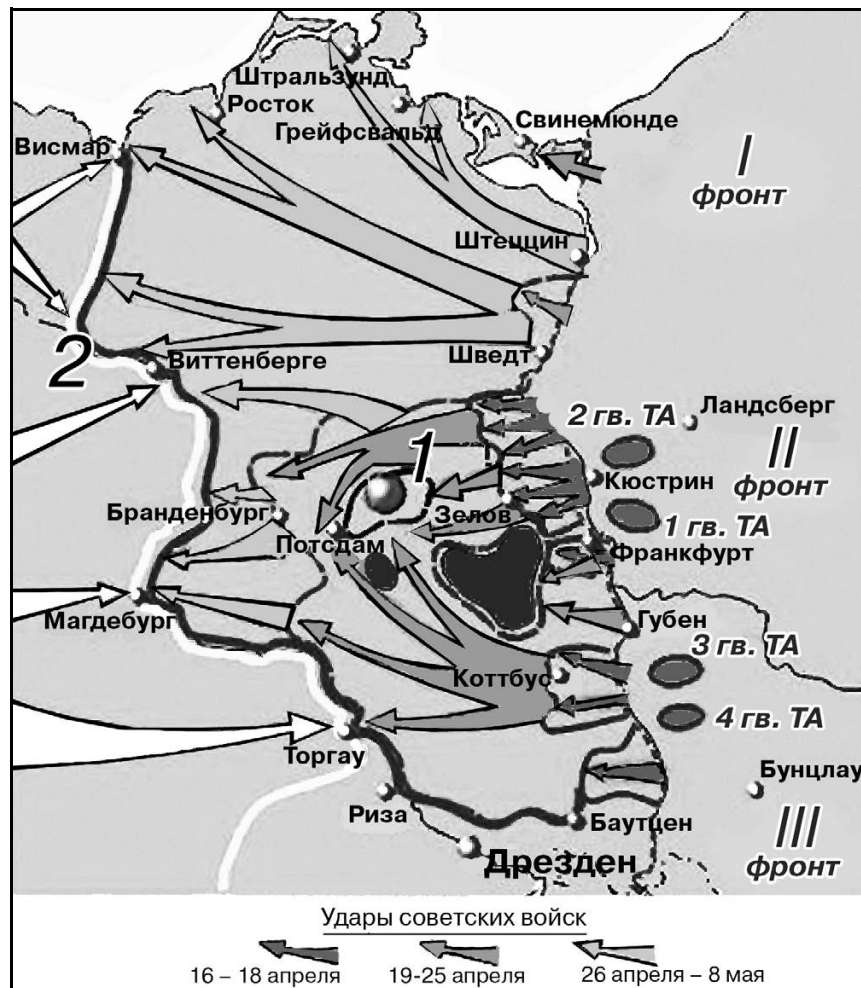 Штральзунд
Росток
Грейфсвальд
Свинемюнде
Висмар
I
фронт
Штеццин
2
Виттенберге
Шведт
2 гв. ТА
Ландсберг
II
фронт
1
Кюстрин
Бранденбург
Зелов
1 гв. ТА
Потсдам
Франкфурт
Магдебург
Губен
3 гв. ТА
Коттбус
4 гв. ТА
Торгау
Бунцлау
Риза
Баутцен
III
фронт
Дрезден
Удары советских войск
16 – 18 апреля
19-25 апреля
26 апреля – 8 мая